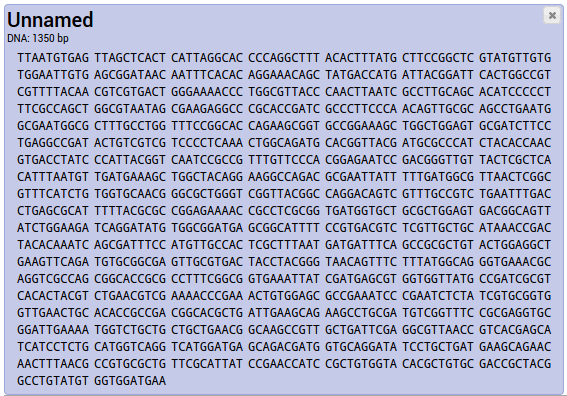 Unnamed
DNA: 1350 bp
TTAATGTGAG TTAGCTCACT CATTAGGCAC CCCAGGCTTT ACACTTTATG CTTCCGGCTC GTATGTTGTG
TGGAATTGTG AGCGGATAAC AATTTCACAC AGGAAACAGC TATGACCATG ATTACGGATT CACTGGCCGT
CGTTTTACAA CGTCGTGACT GGGAAAACCC TGGCGTTACC CAACTTAATC GCCTTGCAGC ACATCCCCCT
TTCGCCAGCT GGCGTAATAG CGAAGAGGCC CGCACCGATC GCCCTTCCCA ACAGTTGCGC AGCCTGAATG
GCGAATGGCG CTTTGCCTGG TTTCCGGCAC CAGAAGCGGT GCCGGAAAGC TGGCTGGAGT GCGATCTTCC
TGAGGCCGAT ACTGTCGTCG TCCCCTCAAA CTGGCAGATG CACGGTTACG ATGCGCCCAT CTACACCAAC
GTGACCTATC CCATTACGGT CAATCCGCCG TTTGTTCCCA CGGAGAATCC GACGGGTTGT TACTCGCTCA
CATTTAATGT TGATGAAAGC TGGCTACAGG AAGGCCAGAC GCGAATTATT TTTGATGGCG TTAACTCGGC
GTTTCATCTG TGGTGCAACG GGCGCTGGGT CGGTTACGGC CAGGACAGTC GTTTGCCGTC TGAATTTGAC
CTGAGCGCAT TTTTACGCGC CGGAGAAAAC CGCCTCGCGG TGATGGTGCT GCGCTGGAGT GACGGCAGTT
ATCTGGAAGA TCAGGATATG TGGCGGATGA GCGGCATTTT CCGTGACGTC TCGTTGCTGC ATAAACCGAC
TACACAAATC AGCGATTTCC ATGTTGCCAC TCGCTTTAAT GATGATTTCA GCCGCGCTGT ACTGGAGGCT
GAAGTTCAGA TGTGCGGCGA GTTGCGTGAC TACCTACGGG TAACAGTTTC TTTATGGCAG GGTGAAACGC
AGGTCGCCAG CGGCACCGCG CCTTTCGGCG GTGAAATTAT CGATGAGCGT GGTGGTTATG CCGATCGCGT
CACACTACGT CTGAACGTCG AAAACCCGAA ACTGTGGAGC GCCGAAATCC CGAATCTCTA TCGTGCGGTG
GTTGAACTGC ACACCGCCGA CGGCACGCTG ATTGAAGCAG AAGCCTGCGA TGTCGGTTTC CGCGAGGTGC
GGATTGAAAA TGGTCTGCTG CTGCTGAACG GCAAGCCGTT GCTGATTCGA GGCGTTAACC GTCACGAGCA
TCATCCTCTG CATGGTCAGG TCATGGATGA GCAGACGATG GTGCAGGATA TCCTGCTGAT GAAGCAGAAC
AACTTTAACG CCGTGCGCTG TTCGCATTAT CCGAACCATC CGCTGTGGTA CACGCTGTGC GACCGCTACG
GCCTGTATGT GGTGGATGAA